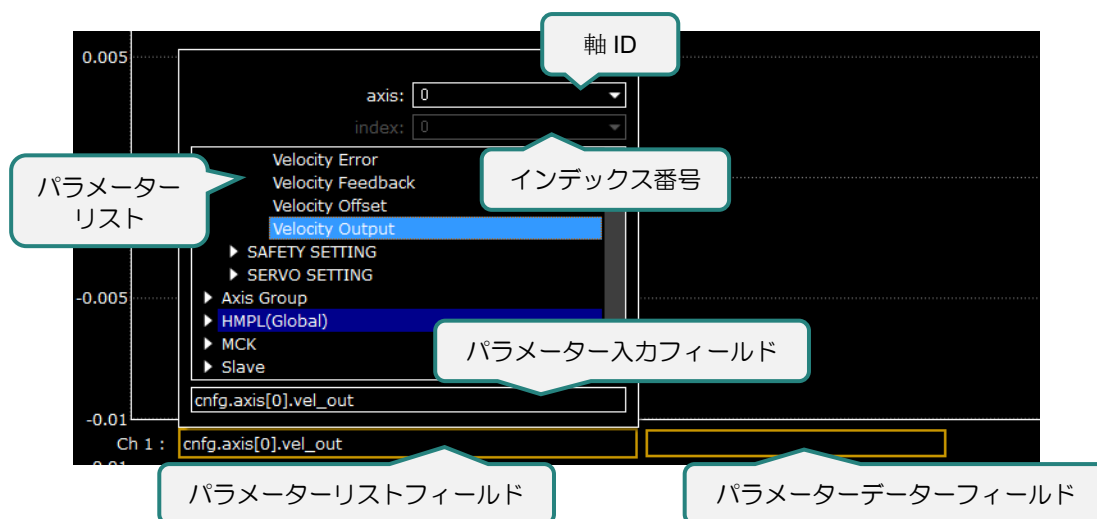 軸 ID
0.005
axis: 0
index: 0
Velocity Error
Velocity Feedback
Velocity Offset
Velocity Output
パラメーター
リスト
インデックス番号
SAFETY SETTING
SERVO SETTING
-0.005
Axis Group
HMPL(Global)
MCK
Slave
パラメーター入力フィールド
cnfg.axis[0].vel_out
-0.01
Ch 1 : cnfg.axis[0].vel_out
パラメーターリストフィールド
パラメーターデーターフィールド